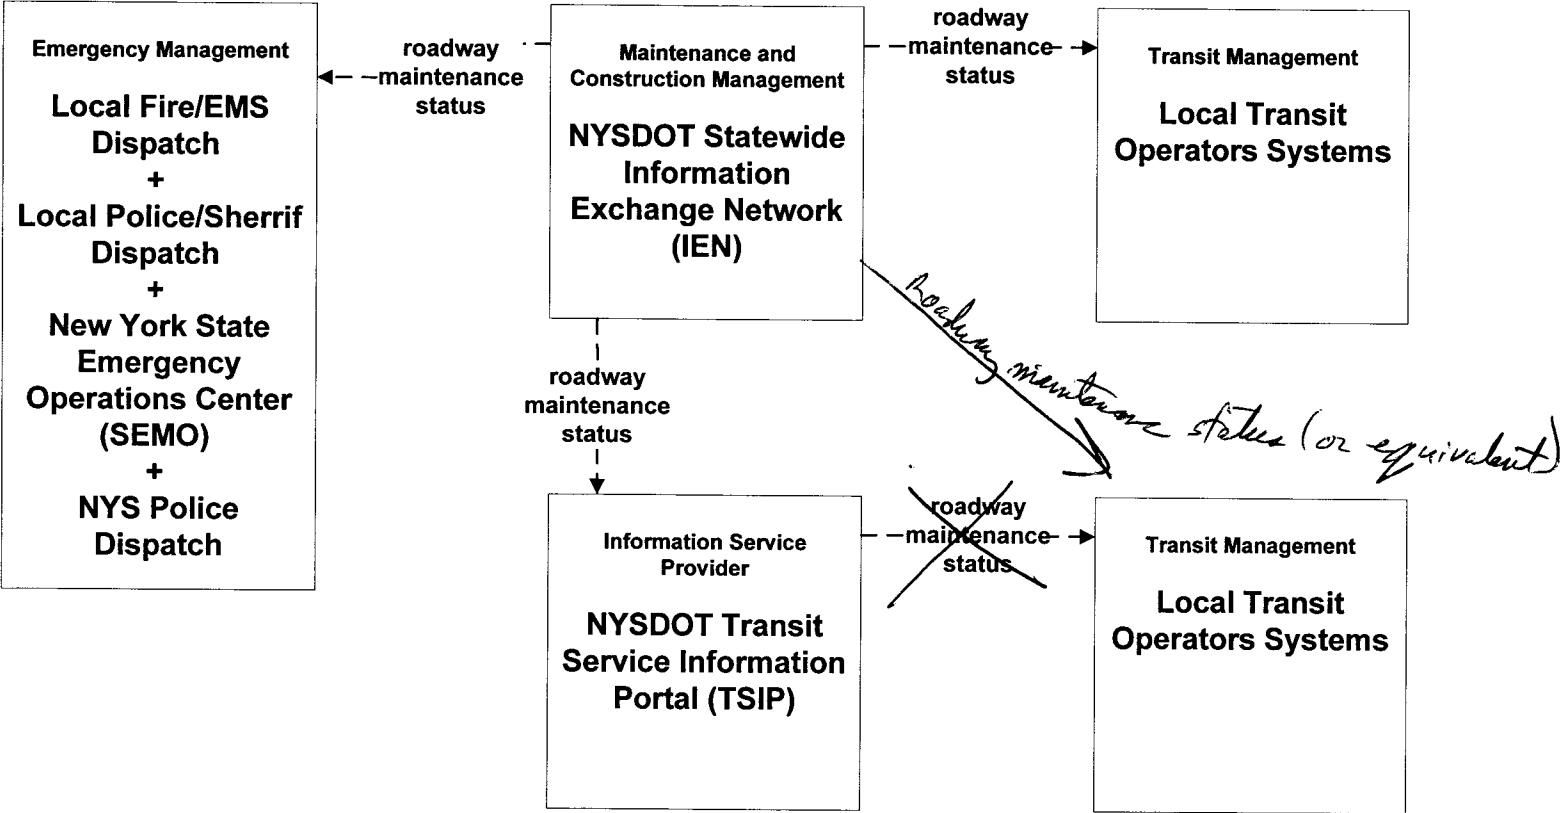 Emergency Management
Local Fire/EMS
Dispatch
+
Local Police/Sherrif
Dispatch
+
New York State
Emergency
Operations Center
(SEMO)
+
NYS Police
Dispatch
roadway
maintenance
status
Maintenance and
Construction Management
NYSDOT Statewide
Information
Exchange Network
(IEN)
roadway
maintenance
status
Transit Management
Local Transit
Operators Systems
Roadway maintenance status (or equivalent)
roadway
maintenance
status
Information Service
Provider
NYSDOT Transit
Service Information
Portal (TSIP)
roadway
maintenance
status
Transit Management
Local Transit
Operators Systems